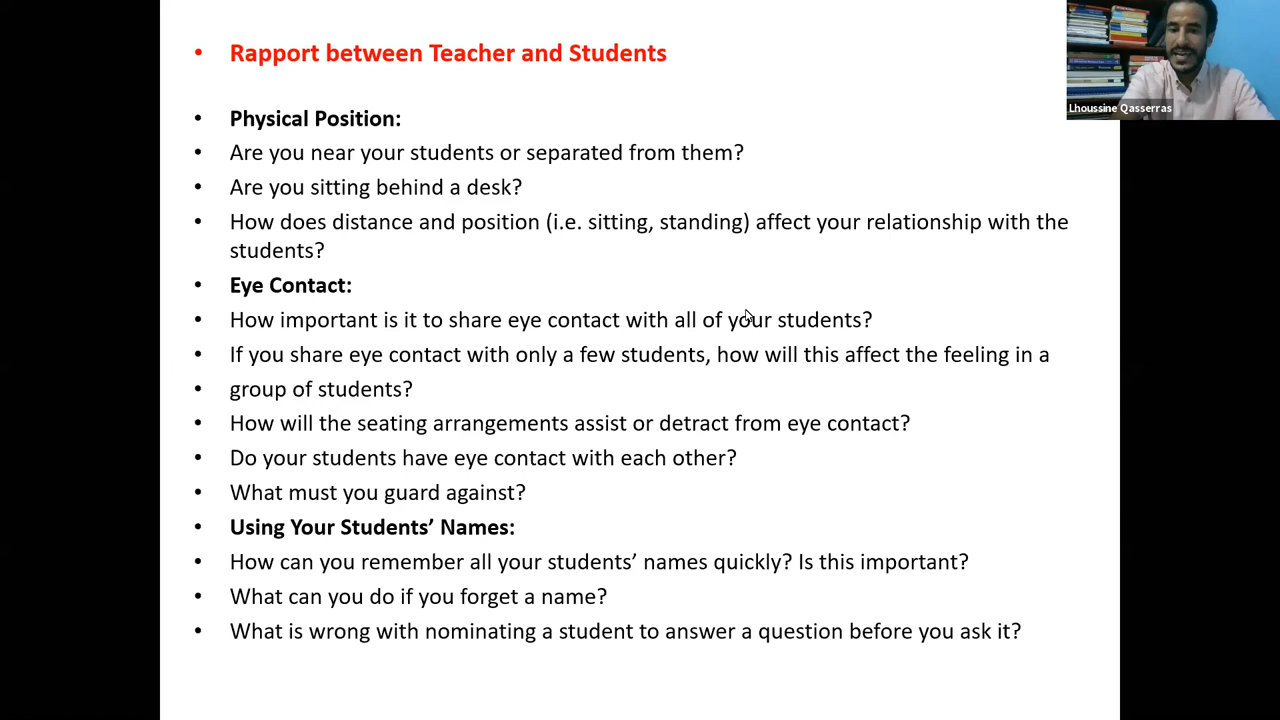 • Rapport between Teacher and Students
• Physical Position:
• Are you near your students or separated from them?
• Are you sitting behind a desk?
• How does distance and position (i.e. sitting, standing) affect your relationship with the
students?
• Eye Contact:
• How important is it to share eye contact with all of your students?
• If you share eye contact with only a few students, how will this affect the feeling in a
• group of students?
• How will the seating arrangements assist or detract from eye contact?
• Do your students have eye contact with each other?
• What must you guard against?
• Using Your Students’ Names:
• How can you remember all your students’ names quickly? Is this important?
• What can you do if you forget a name?
• What is wrong with nominating a student to answer a question before you ask it?
Lhoussine Qasserras